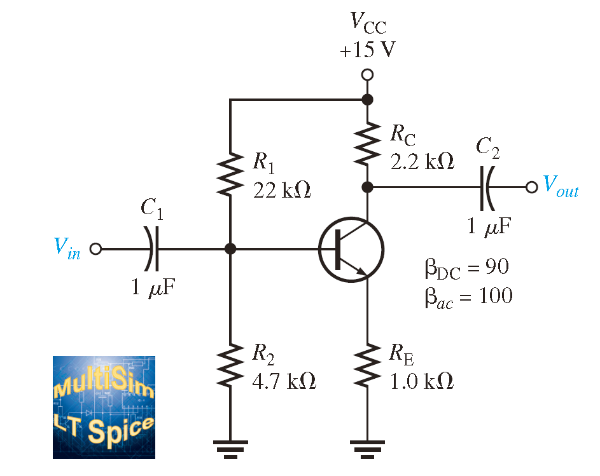 V_CC
+15 V
R_C
2.2 kΩ
C_2
V_out
1 μF
R_1
22 kΩ
C_1
V_in
1 μF
β_DC = 90
β_ac = 100
R_2
4.7 kΩ
R_E
1.0 kΩ
MultiSim
LT Spice